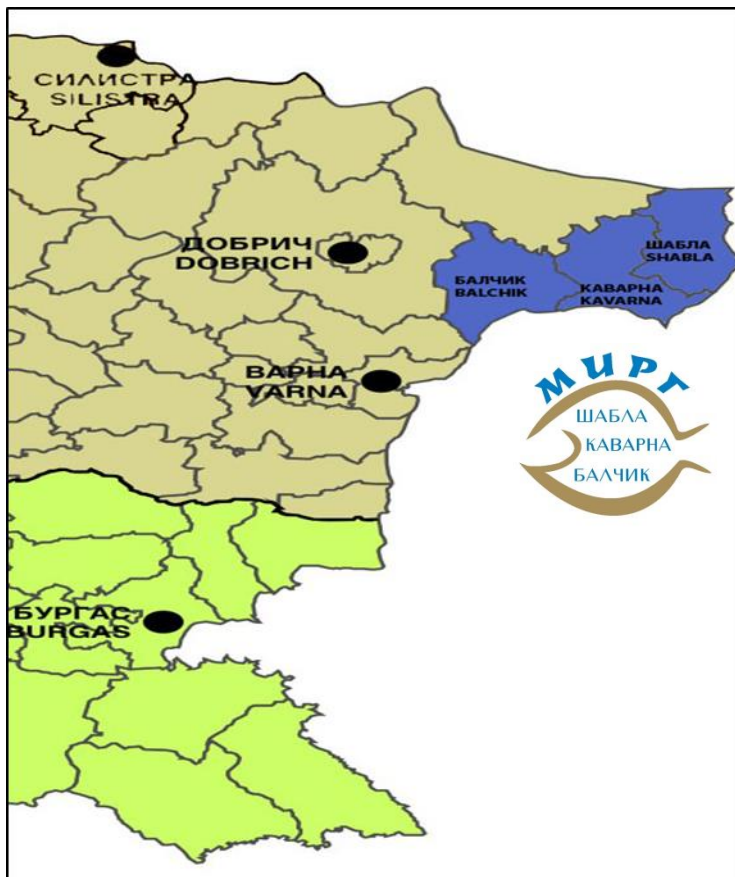 СИЛИСТРА
SILISTRA
ДОБРИЧ
DOBRICH
ШАБЛА
SHABLA
БАЛЧИК
BALCHIK
КАВАРНА
KAVARNA
ВАРНА
VARNA
МИРГ
ШАБЛА
КАВАРНА
БАЛЧИК
БУРГАС
BURGAS